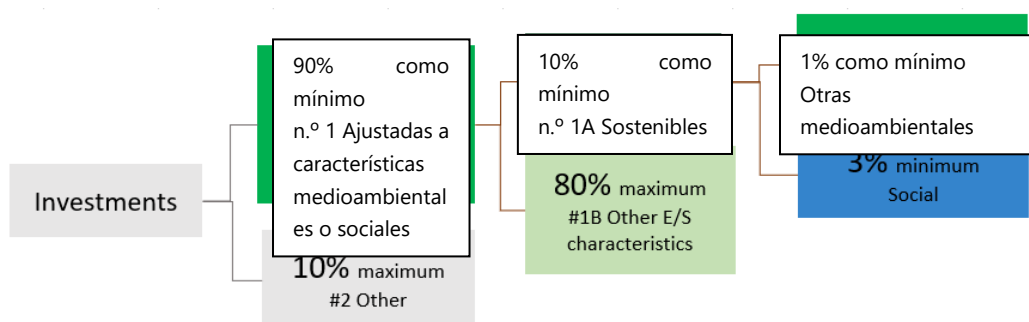 Investments
90% como
mínimo
n.º 1 Ajustadas a
características
medioambiental
es o sociales
10% maximum
#2 Other
10% como
mínimo
n.º 1A Sostenibles
80% maximum
#1B Other E/S
characteristics
1% como mínimo
Otras
medioambientales
3% minimum
Social